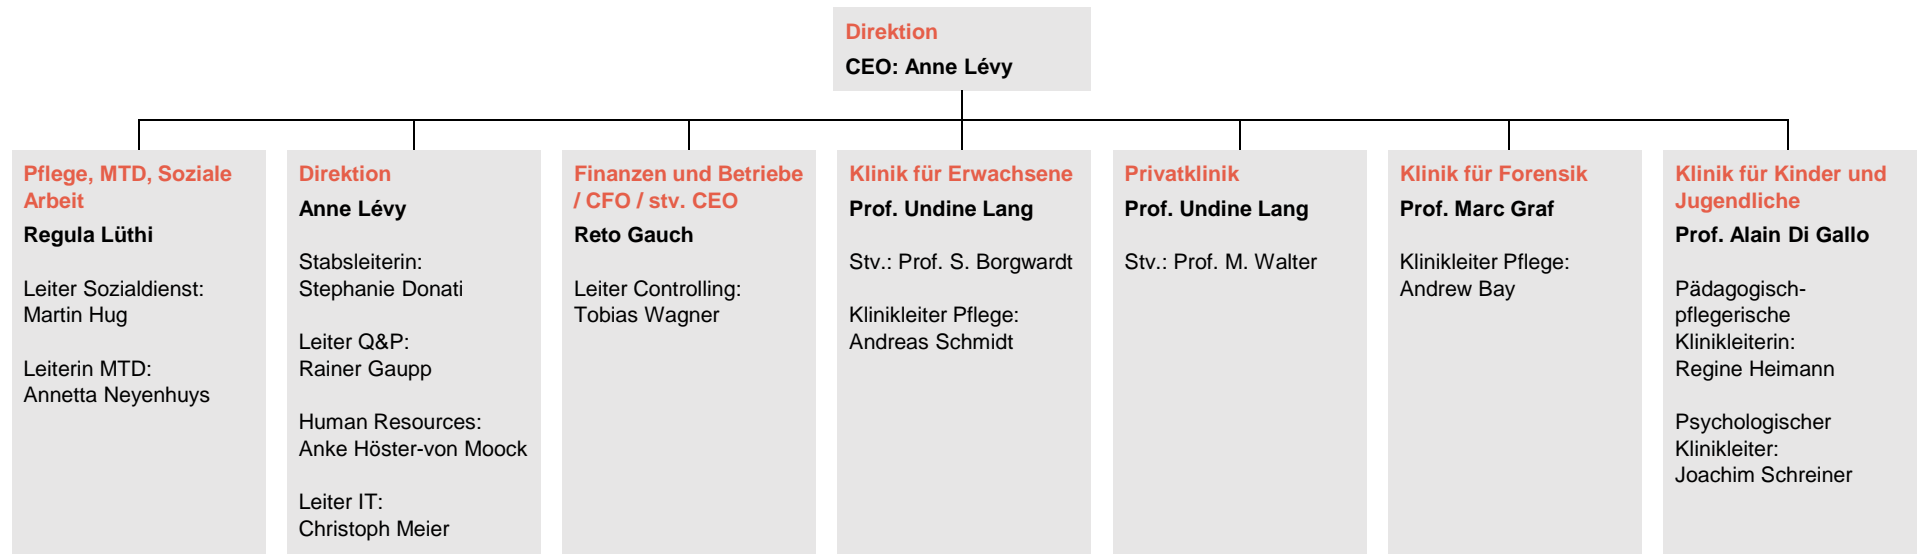 Direktion
CEO: Anne Lévy
Pflege, MTD, Soziale
Arbeit
Regula Lüthi
Leiter Sozialdienst:
Martin Hug
Leiterin MTD:
Annetta Neyenhuys
Direktion
Anne Lévy
Stabsleiterin:
Stephanie Donati
Leiter Q&P:
Rainer Gaupp
Human Resources:
Anke Höster-von Moock
Leiter IT:
Christoph Meier
Finanzen und Betriebe
/ CFO / stv. CEO
Reto Gauch
Leiter Controlling:
Tobias Wagner
Klinik für Erwachsene
Prof. Undine Lang
Stv.: Prof. S. Borgwardt
Klinikleiter Pflege:
Andreas Schmidt
Privatklinik
Prof. Undine Lang
Stv.: Prof. M. Walter
Klinik für Forensik
Prof. Marc Graf
Klinikleiter Pflege:
Andrew Bay
Klinik für Kinder und
Jugendliche
Prof. Alain Di Gallo
Pädagogisch-
pflegerische
Klinikleiterin:
Regine Heimann
Psychologischer
Klinikleiter:
Joachim Schreiner